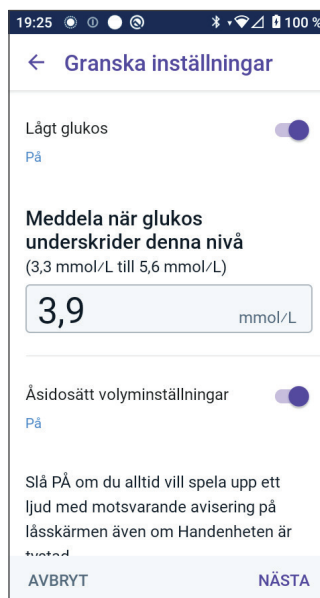 19:25 100 %
← Granska inställningar
Lågt glukos
På
Meddela när glukos
underskrider denna nivå
(3,3 mmol/L till 5,6 mmol/L)
3,9 mmol/L
Åsidosätt volyminställningar
På
Slå PÅ om du alltid vill spela upp ett
ljud med motsvarande avisering på
låsskärmen även om Handenheten är
AVBRYT NÄSTA